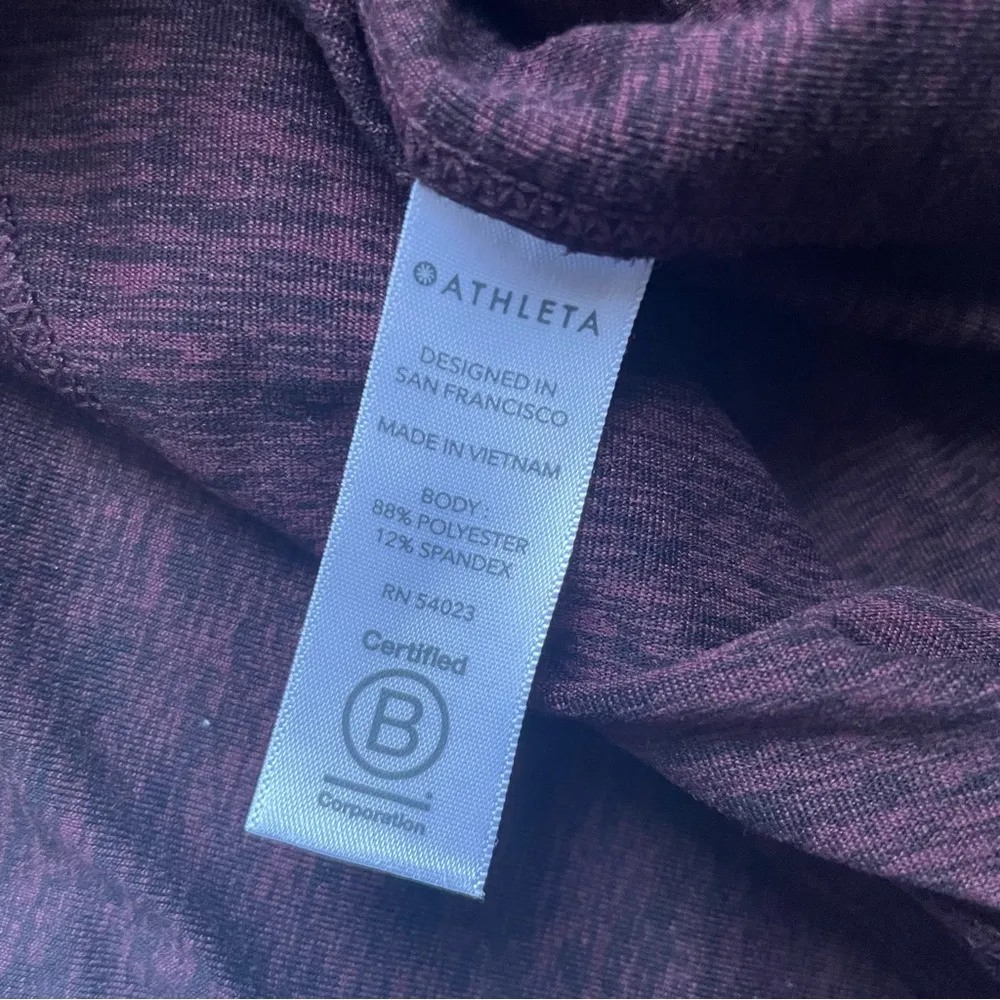 ATHLETA
DESIGNED IN
SAN FRANCISCO
MADE IN VIETNAM
BODY :
88% POLYESTER
12% SPANDEX
RN 54023
Certified
B
Corporation